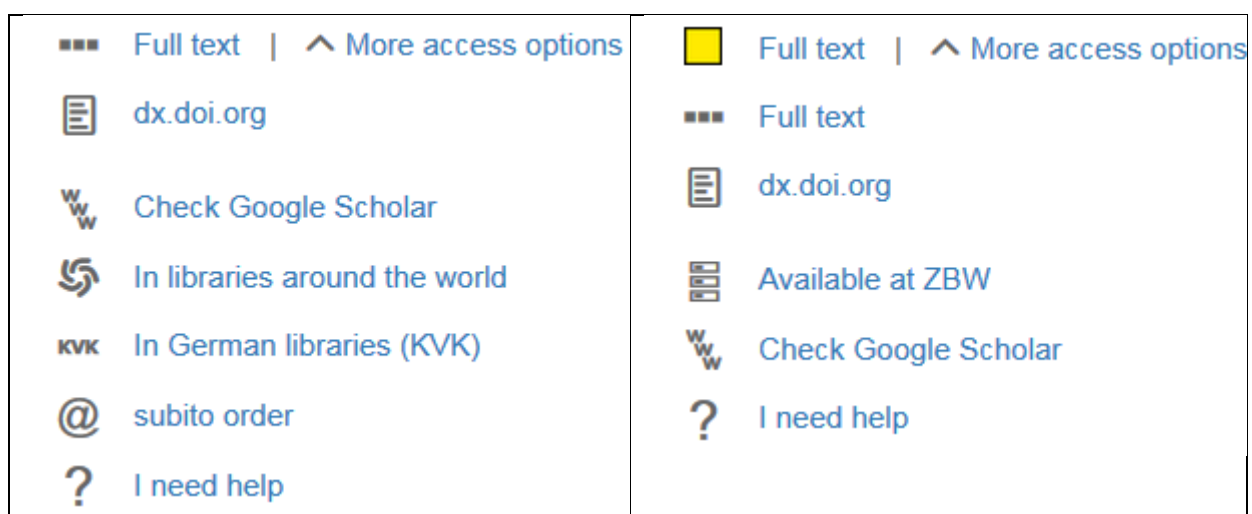 Full text | More access options
dx.doi.org
WWW Check Google Scholar
In libraries around the world
KVK In German libraries (KVK)
@ subito order
? I need help
Full text | More access options
Full text
dx.doi.org
Available at ZBW
WWW Check Google Scholar
? I need help